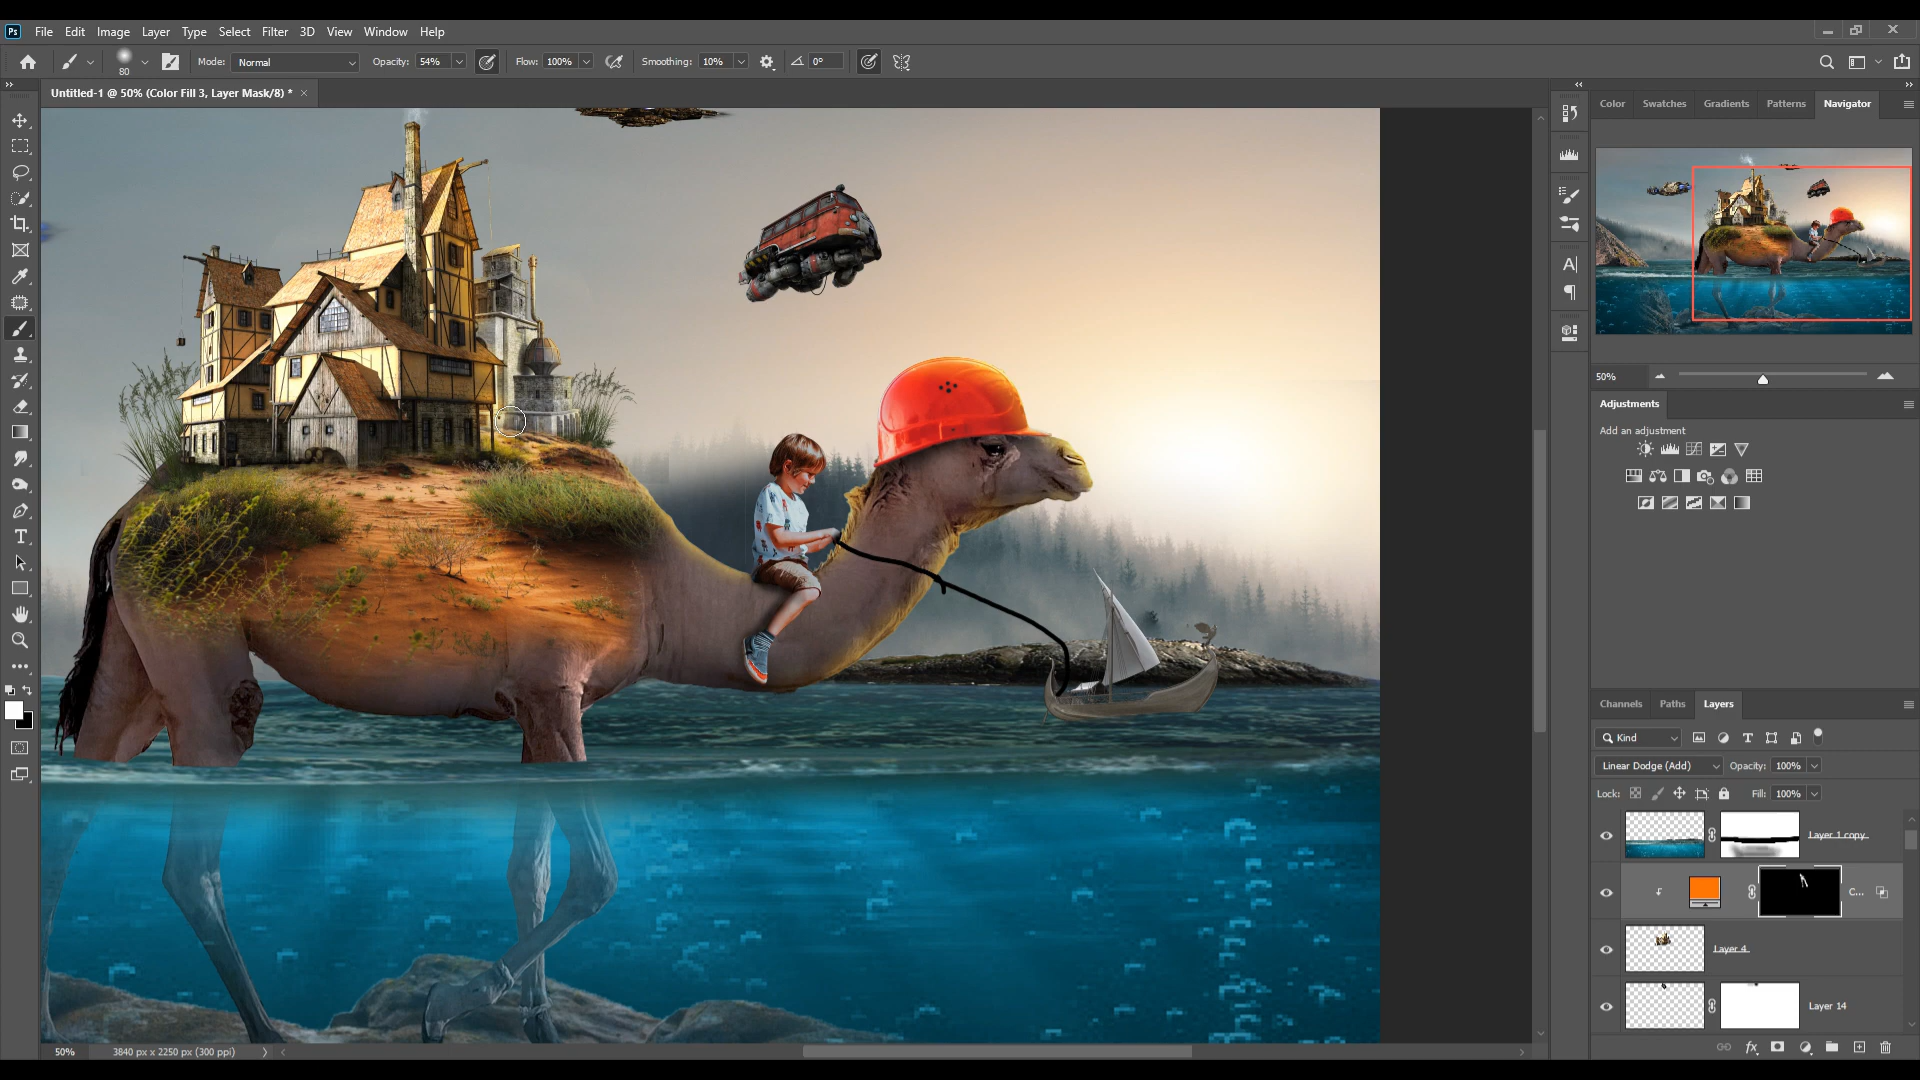 Ps File Edit Image Layer Type Select Filter 3D View Window Help
80 Mode: Normal Opacity: 54% Flow: 100% Smoothing: 10% 0°
Untitled-1 @ 50% (Color Fill 3, Layer Mask/8) * ×
Color Swatches Gradients Patterns Navigator
50%
Adjustments
Add an adjustment
Channels Paths Layers
Kind
Linear Dodge (Add) Opacity: 100%
Lock: Fill: 100%
Layer 1 copy
C...
Layer 4
Layer 14
50% 3840 px x 2250 px (300 ppi)